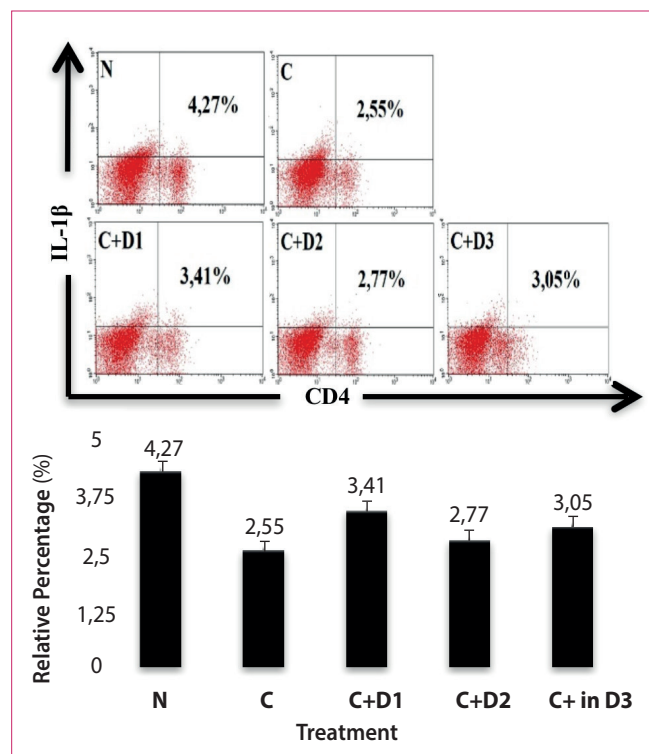 N
4,27%
C
2,55%
IL-1β
C+D1
3,41%
C+D2
2,77%
C+D3
3,05%
CD4
Relative Percentage (%)
5
3,75
2,5
1,25
0
4,27
2,55
3,41
2,77
3,05
N C C+D1 C+D2 C+ in D3
Treatment